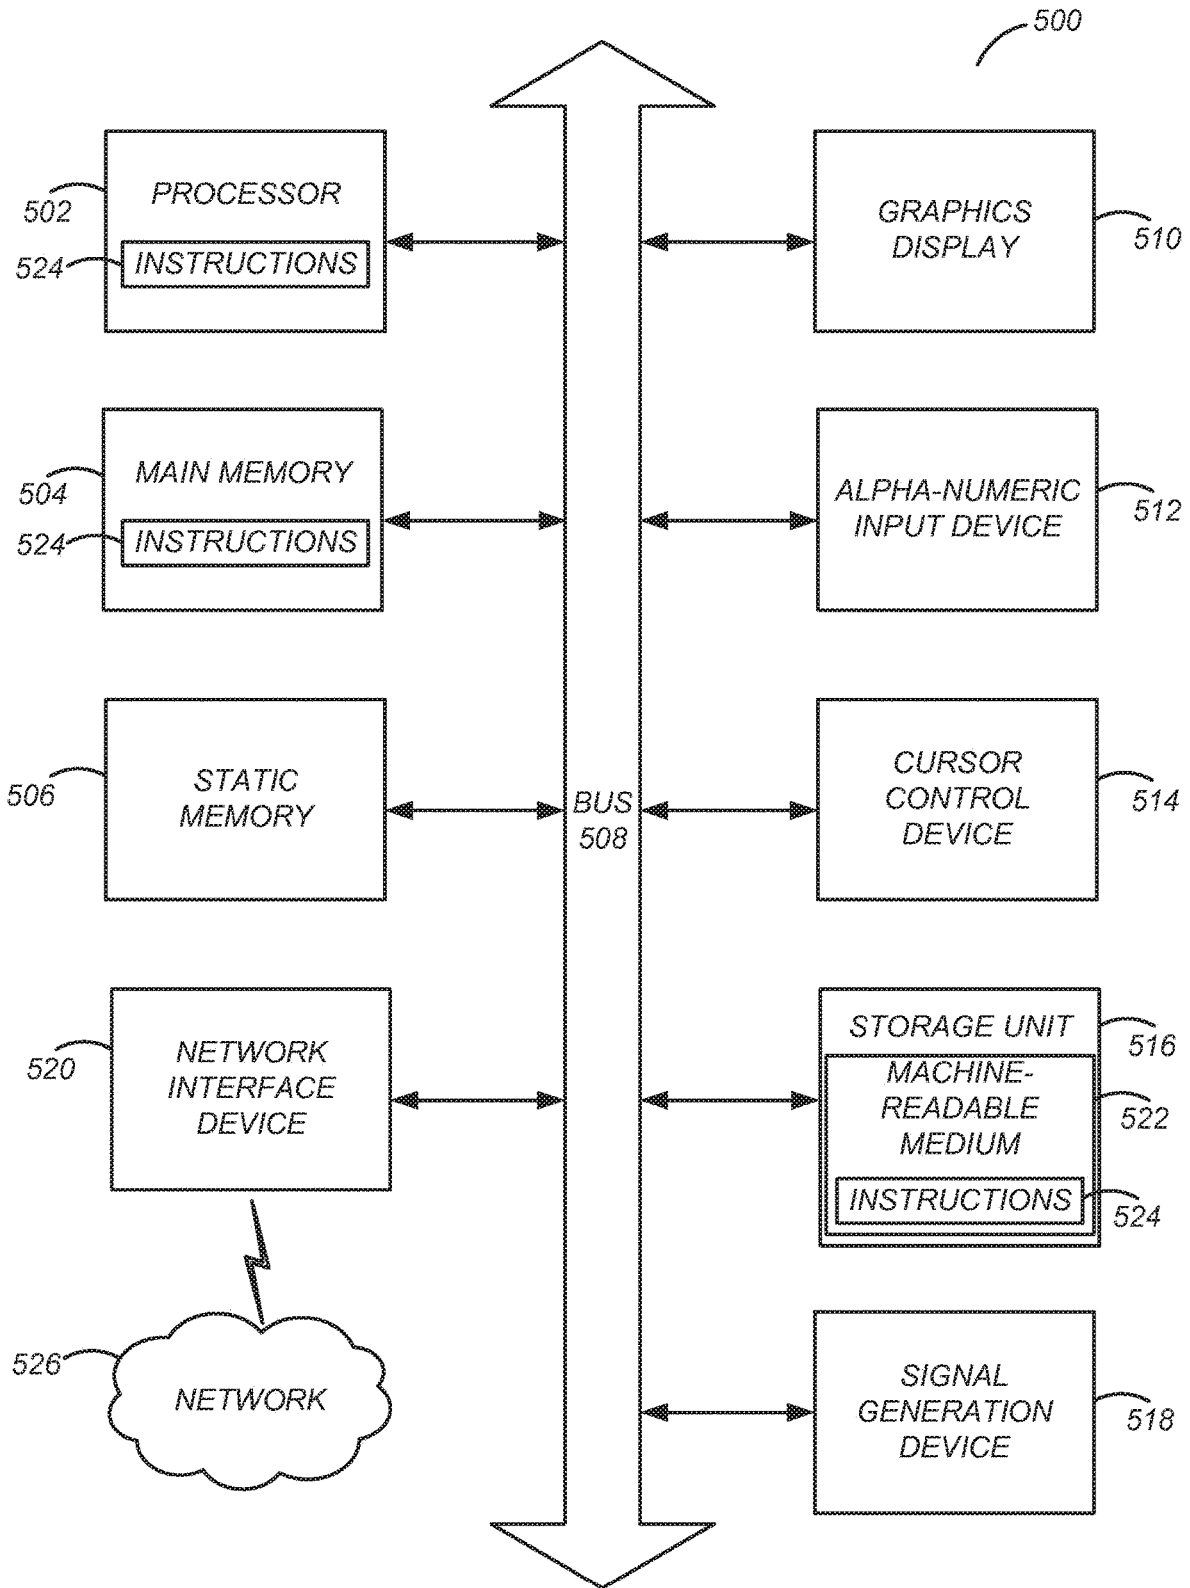 500
PROCESSOR
502
524
INSTRUCTIONS
GRAPHICS
DISPLAY
510
MAIN MEMORY
504
524
INSTRUCTIONS
ALPHA-NUMERIC
INPUT DEVICE
512
STATIC
MEMORY
506
BUS
508
CURSOR
CONTROL
DEVICE
514
NETWORK
INTERFACE
DEVICE
520
STORAGE UNIT
516
MACHINE-
READABLE
MEDIUM
522
INSTRUCTIONS
524
526
NETWORK
SIGNAL
GENERATION
DEVICE
518